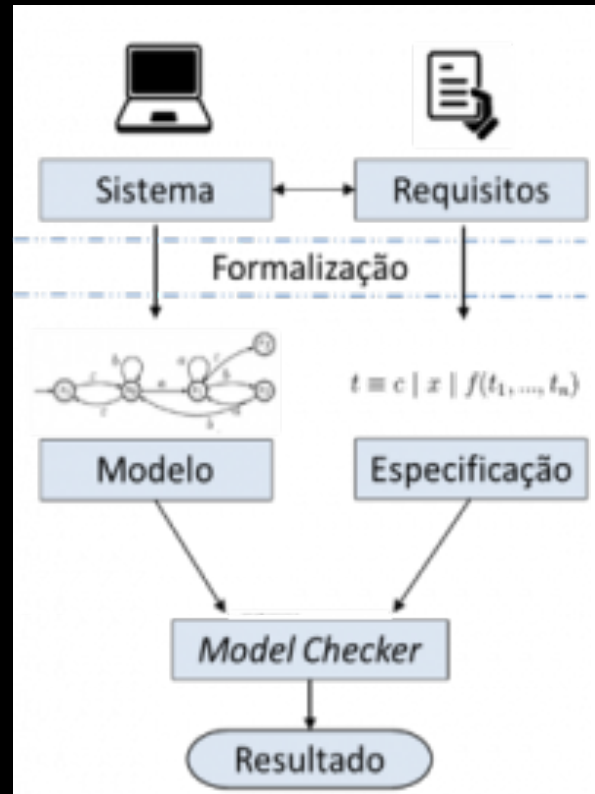 Sistema
Requisitos
Formalização
t ≡ c | x | f(t₁, ..., tₙ)
Modelo
Especificação
Model Checker
Resultado